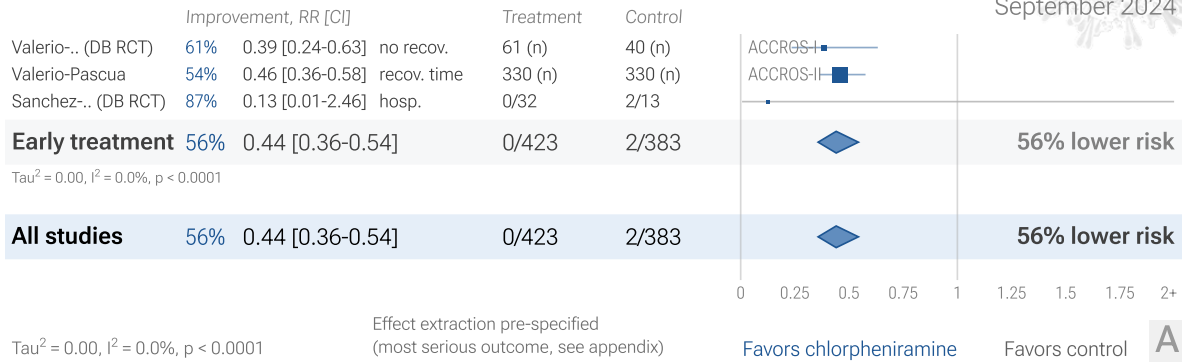 September 2024
Improvement, RR [CI] Treatment Control
Valerio-.. (DB RCT) 61% 0.39 [0.24-0.63] no recov. 61 (n) 40 (n) ACCROS-I
Valerio-Pascua 54% 0.46 [0.36-0.58] recov. time 330 (n) 330 (n) ACCROS-II
Sanchez-.. (DB RCT) 87% 0.13 [0.01-2.46] hosp. 0/32 2/13
Early treatment 56% 0.44 [0.36-0.54] 0/423 2/383 56% lower risk
Tau² = 0.00, I² = 0.0%, p < 0.0001
All studies 56% 0.44 [0.36-0.54] 0/423 2/383 56% lower risk
0 0.25 0.5 0.75 1 1.25 1.5 1.75 2+
Effect extraction pre-specified
(most serious outcome, see appendix)
Tau² = 0.00, I² = 0.0%, p < 0.0001
Favors chlorpheniramine Favors control A